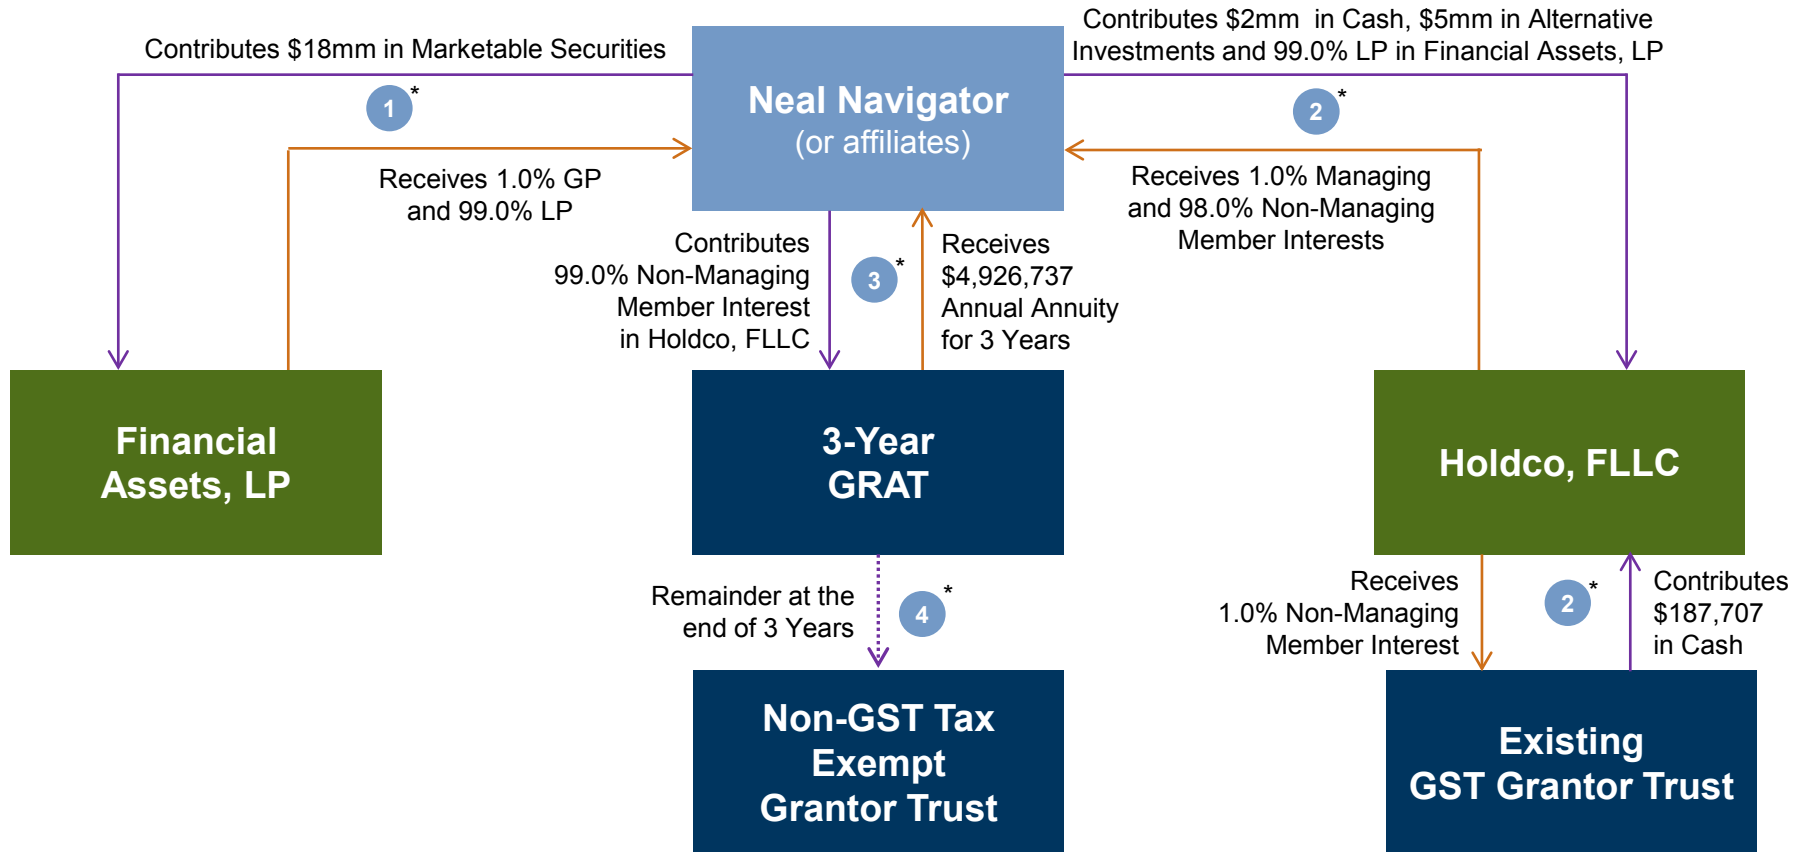 Contributes $18mm in Marketable Securities
1*
Receives 1.0% GP
and 99.0% LP
Neal Navigator
(or affiliates)
Contributes $2mm in Cash, $5mm in Alternative
Investments and 99.0% LP in Financial Assets, LP
2*
Receives 1.0% Managing
and 98.0% Non-Managing
Member Interests
Contributes
99.0% Non-Managing
Member Interest
in Holdco, FLLC
3*
Receives
$4,926,737
Annual Annuity
for 3 Years
Financial
Assets, LP
3-Year
GRAT
Holdco, FLLC
Remainder at the
end of 3 Years
4*
Receives
1.0% Non-Managing
Member Interest
2*
Contributes
$187,707
in Cash
Non-GST Tax
Exempt
Grantor Trust
Existing
GST Grantor Trust